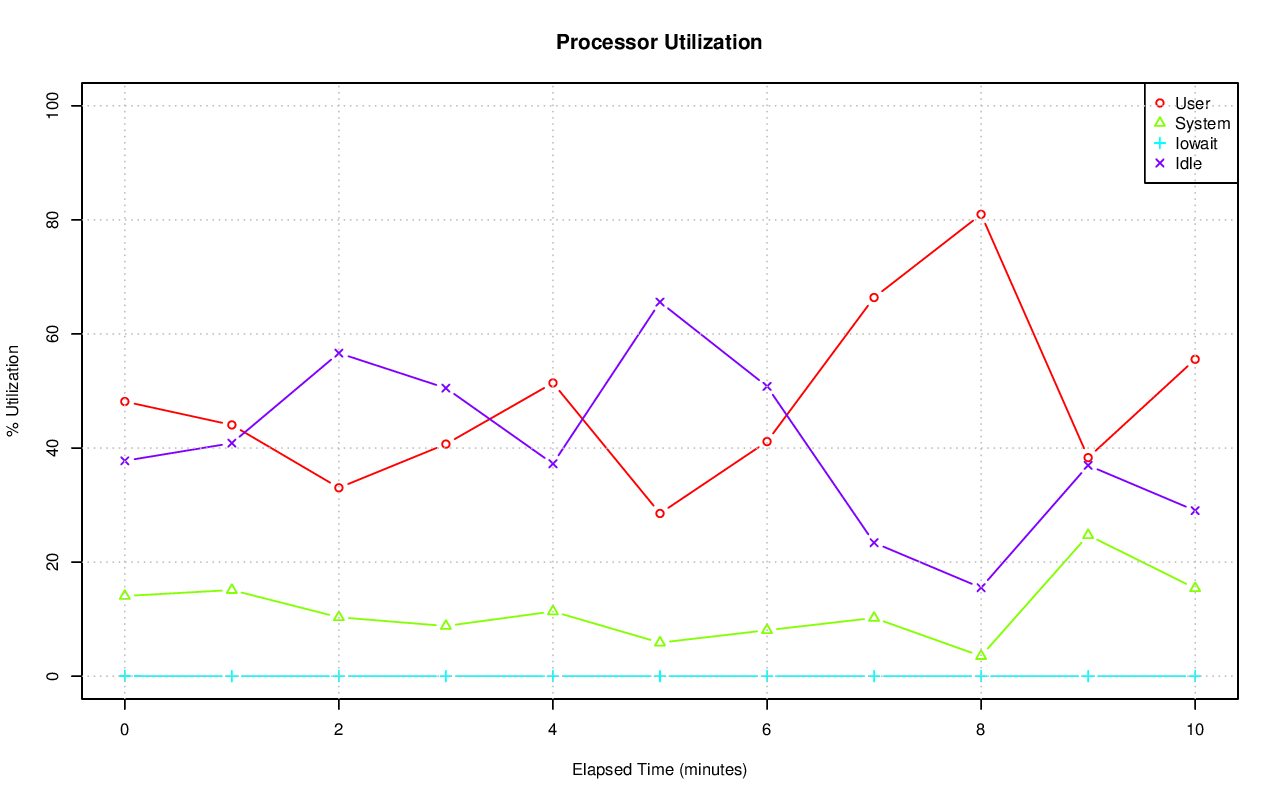 Processor Utilization
% Utilization
100
80
60
40
20
0
User
System
Iowait
Idle
0 2 4 6 8 10
Elapsed Time (minutes)